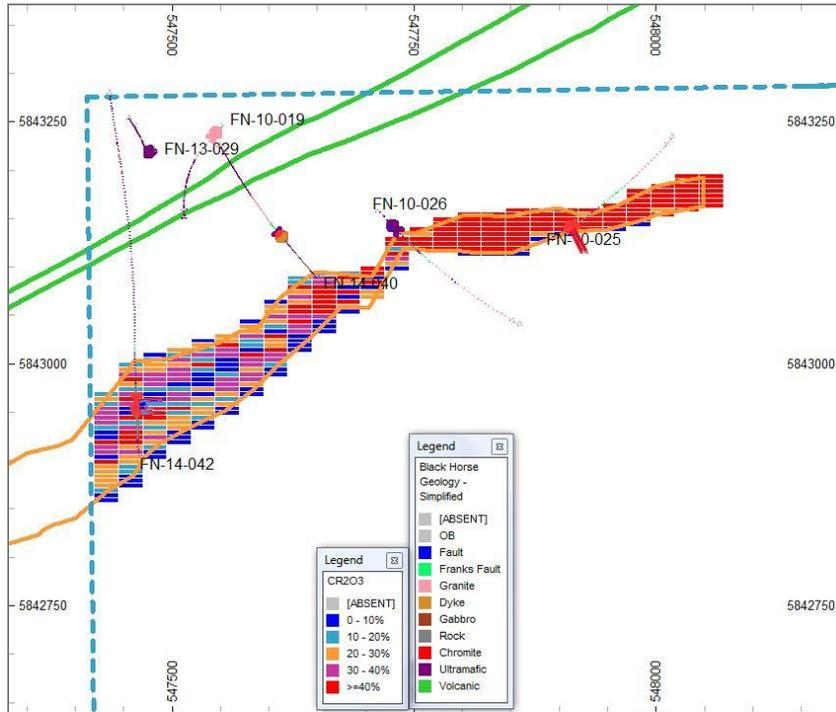 547500
547750
548000
5843250
5843250
FN-10-019
FN-13-029
FN-10-026
FN-10-025
FN-14-040
5843000
5843000
FN-14-042
5842750
5842750
Legend
CR2O3
[ABSENT]
0 - 10%
10 - 20%
20 - 30%
30 - 40%
>=40%
Legend
Black Horse
Geology -
Simplified
[ABSENT]
OB
Fault
Franks Fault
Granite
Dyke
Gabbro
Rock
Chromite
Ultramafic
Volcanic
547500
548000